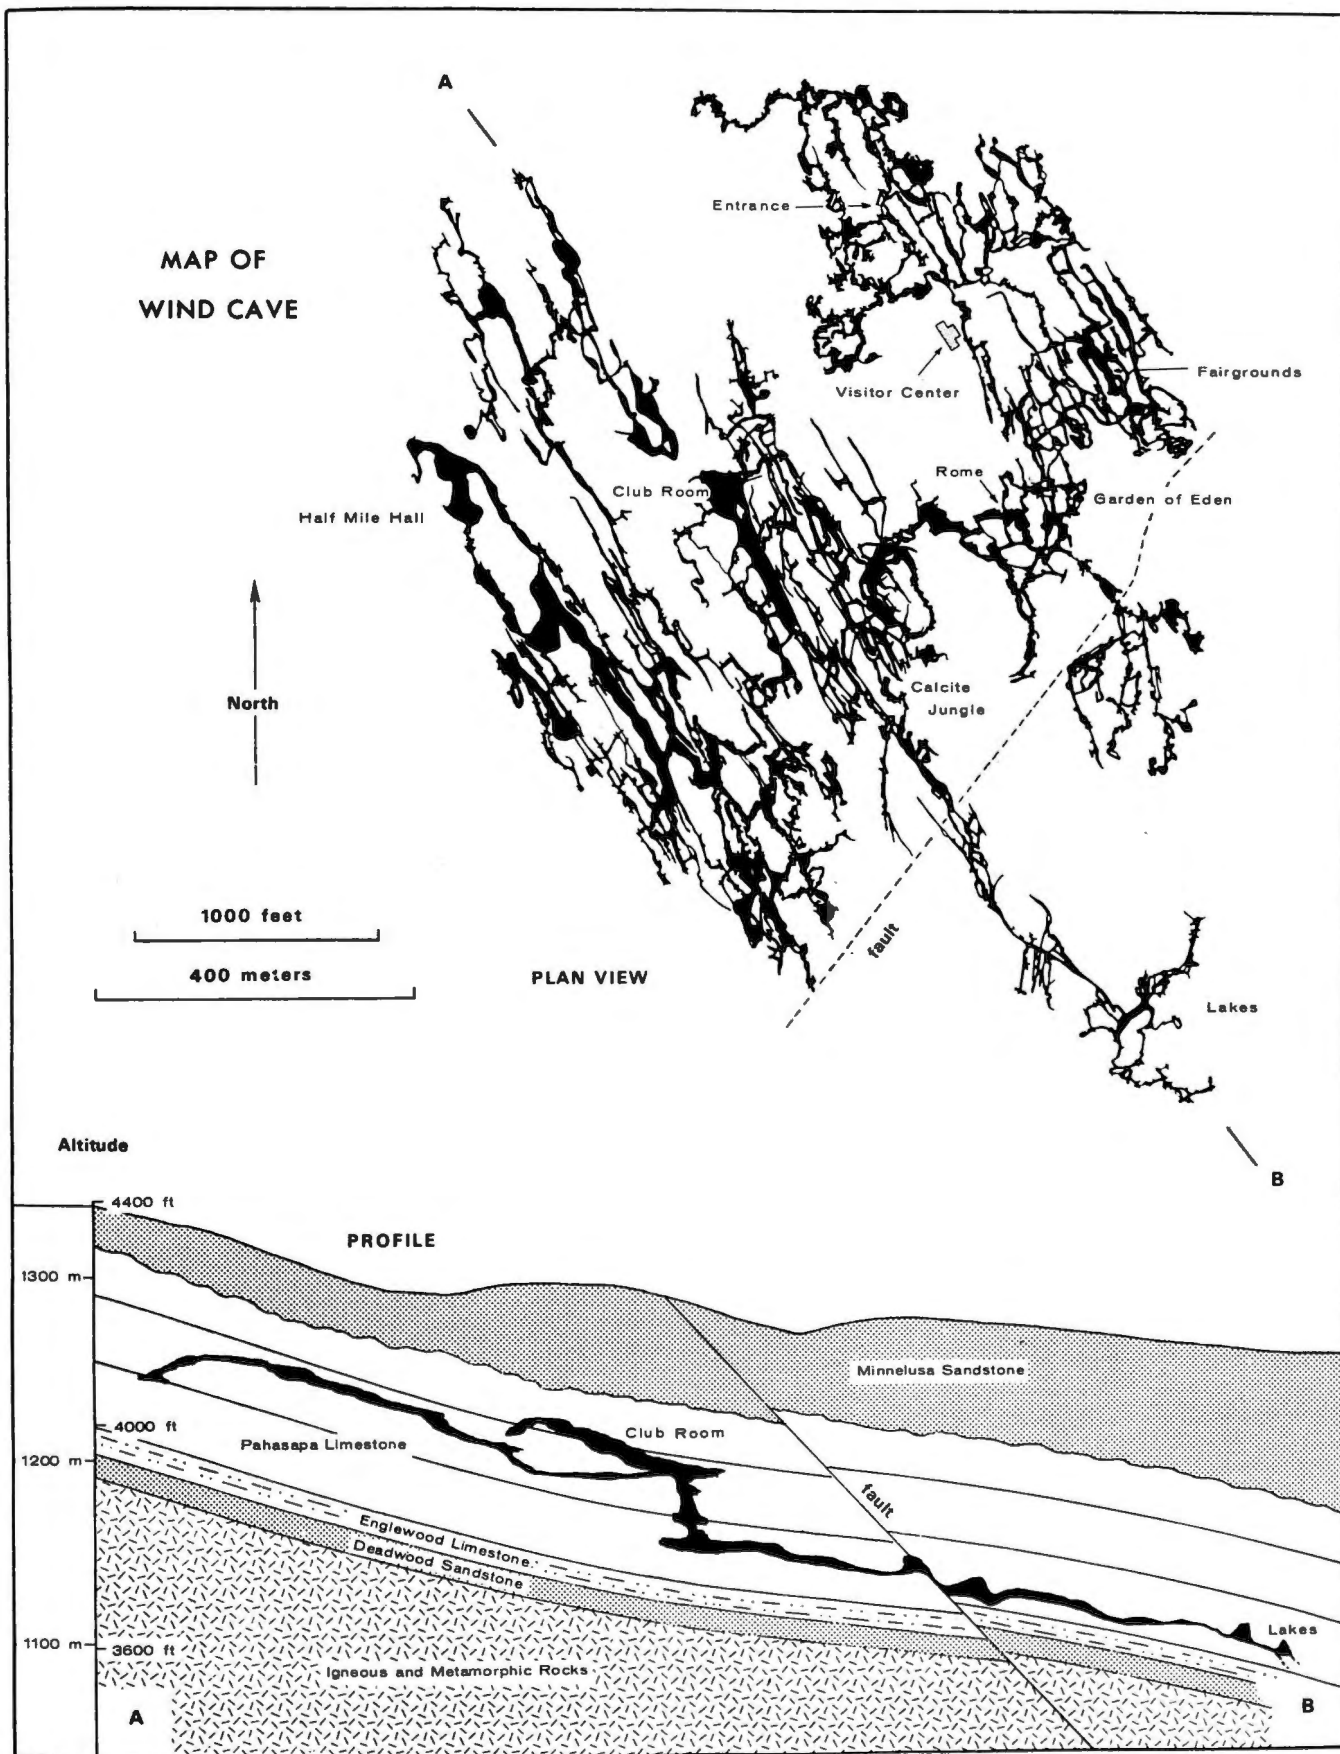 A
Entrance
MAP OF
WIND CAVE
Visitor Center
Fairgrounds
Rome
Club Room
Garden of Eden
Half Mile Hall
Calcite
Jungle
North
1000 feet
fault
400 meters
PLAN VIEW
Lakes
B
Altitude
4400 ft
PROFILE
1300 m
Minnelusa Sandstone
4000 ft
Club Room
Pahasapa Limestone
1200 m
fault
Englewood Limestone
Deadwood Sandstone
Lakes
1100 m
3600 ft
Igneous and Metamorphic Rocks
A
B